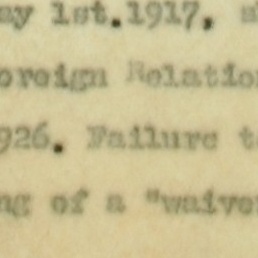 ay 1st.1917, a
oreign Relatio
926. Failure t
ng of a "waive